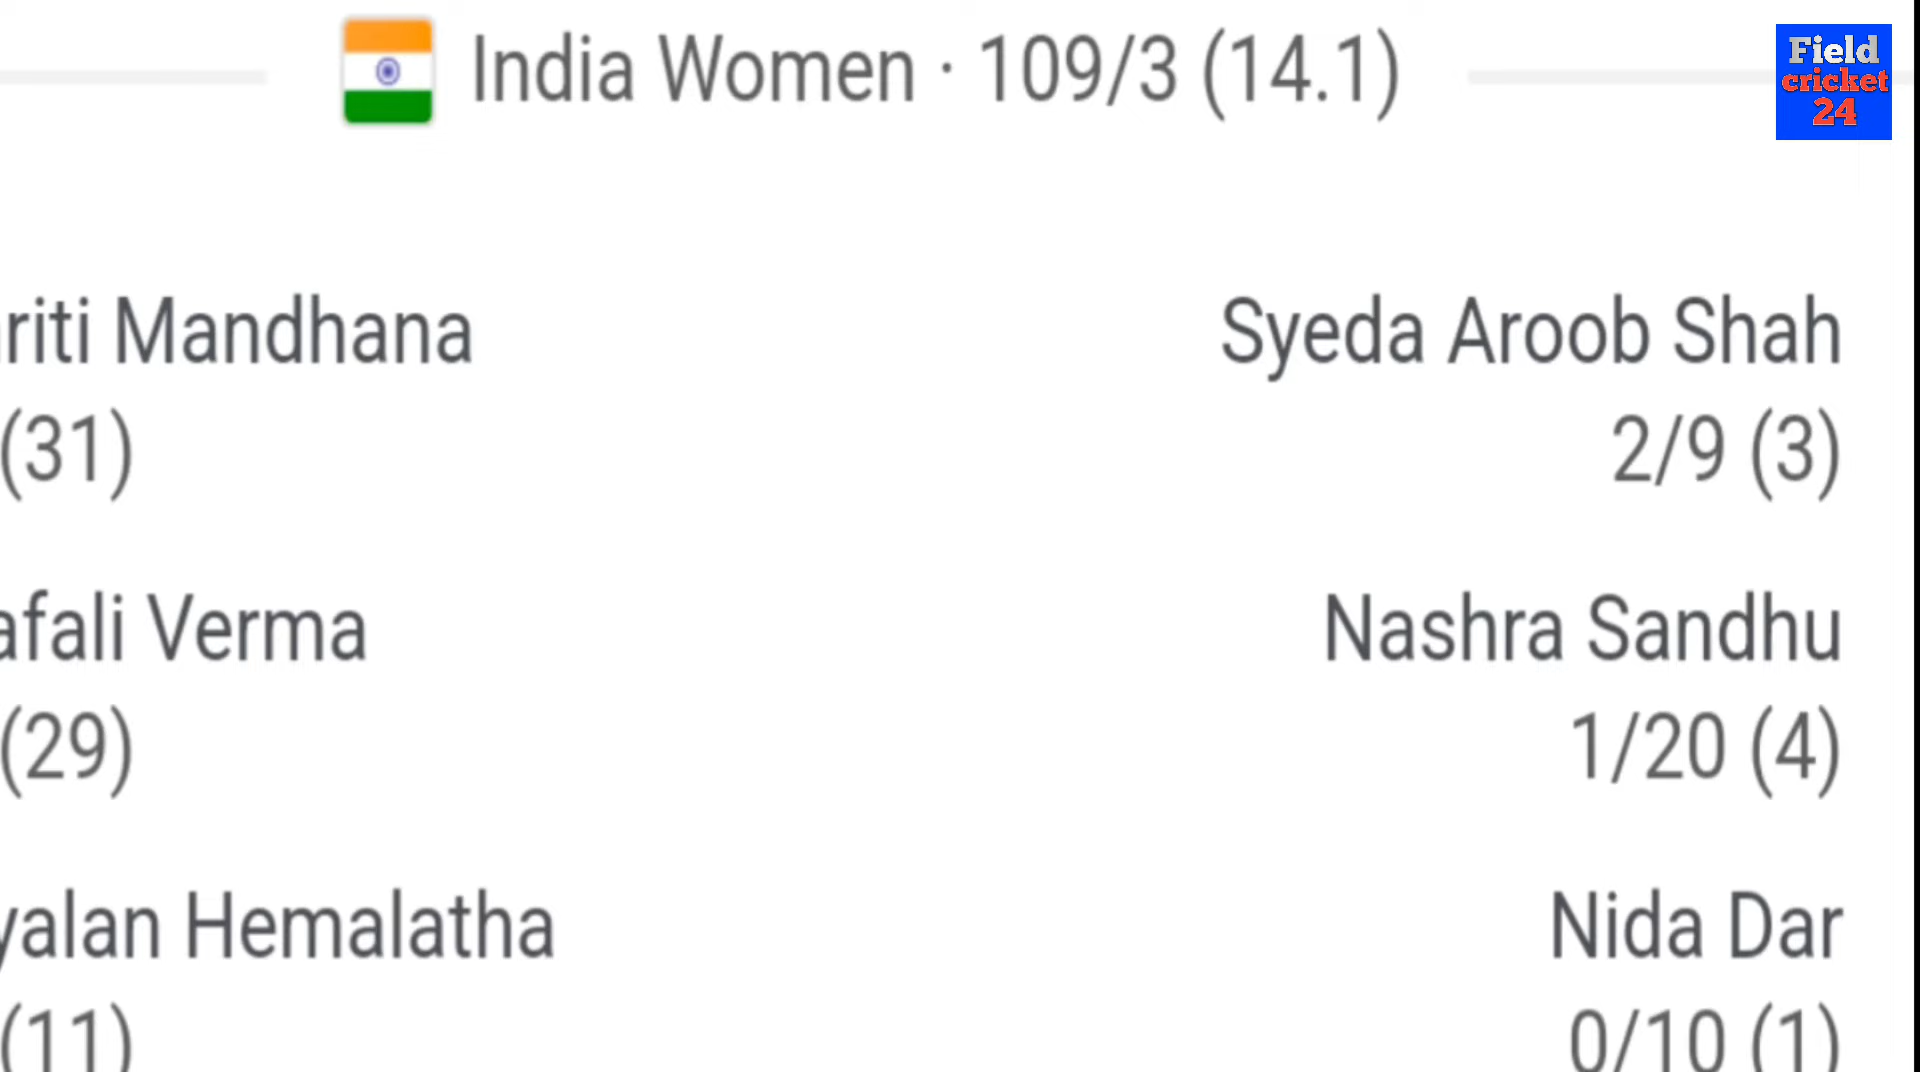 India Women · 109/3 (14.1)
Field
cricket
24
riti Mandhana
Syeda Aroob Shah
(31)
2/9 (3)
afali Verma
Nashra Sandhu
(29)
1/20 (4)
yalan Hemalatha
Nida Dar
(11)
0/10 (1)